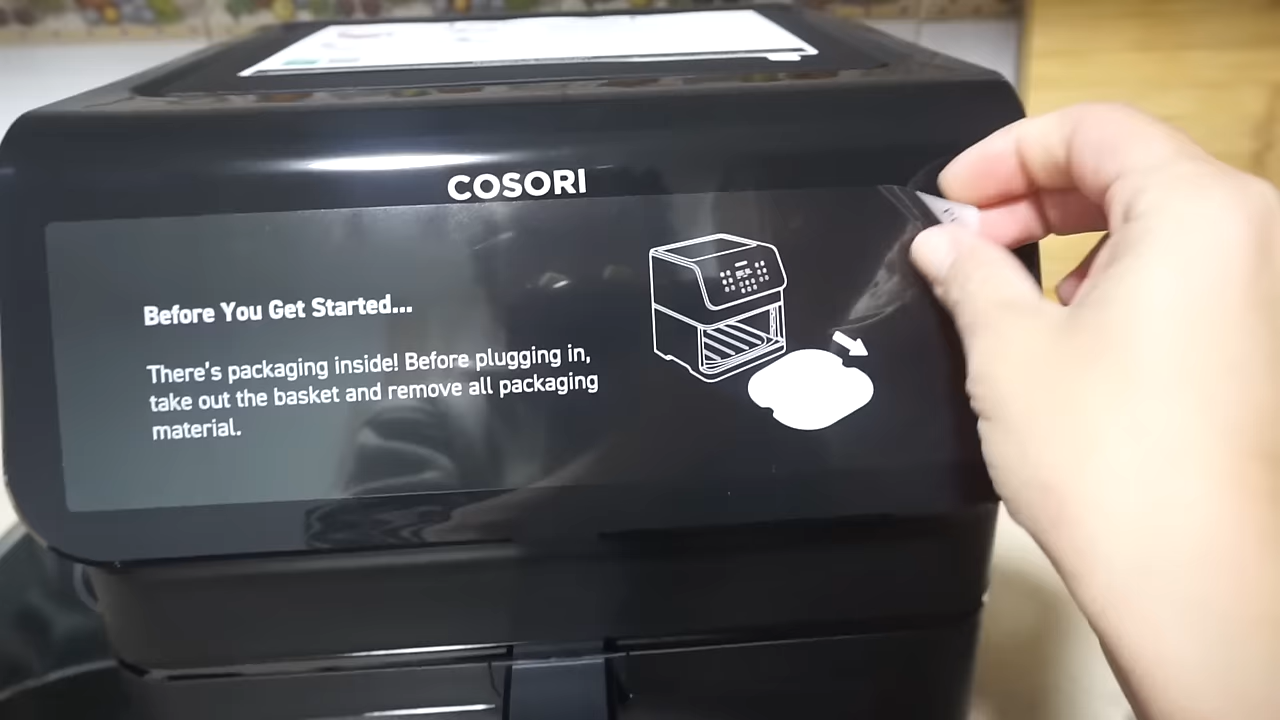 COSORI
Before You Get Started...
There's packaging inside! Before plugging in,
take out the basket and remove all packaging
material.